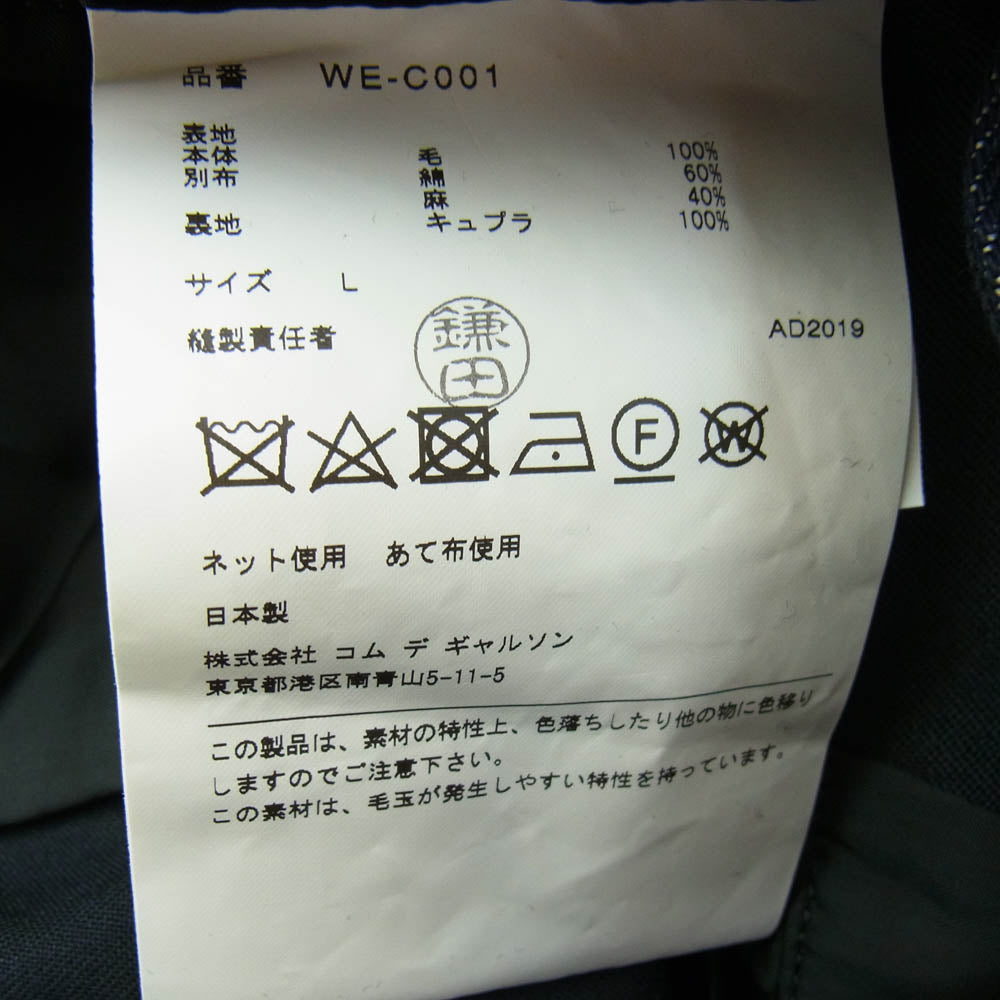 品番 WE-C001
表地
本体 毛 100%
別布 綿 60%
麻 40%
裏地 キュプラ 100%
サイズ L
縫製責任者 鎌田 AD2019
F W
ネット使用 あて布使用
日本製
株式会社 コム デ ギャルソン
東京都港区南青山5-11-5
この製品は、素材の特性上、色落ちしたり他の物に色移り
しますのでご注意下さい。
この素材は、毛玉が発生しやすい特性を持っています。